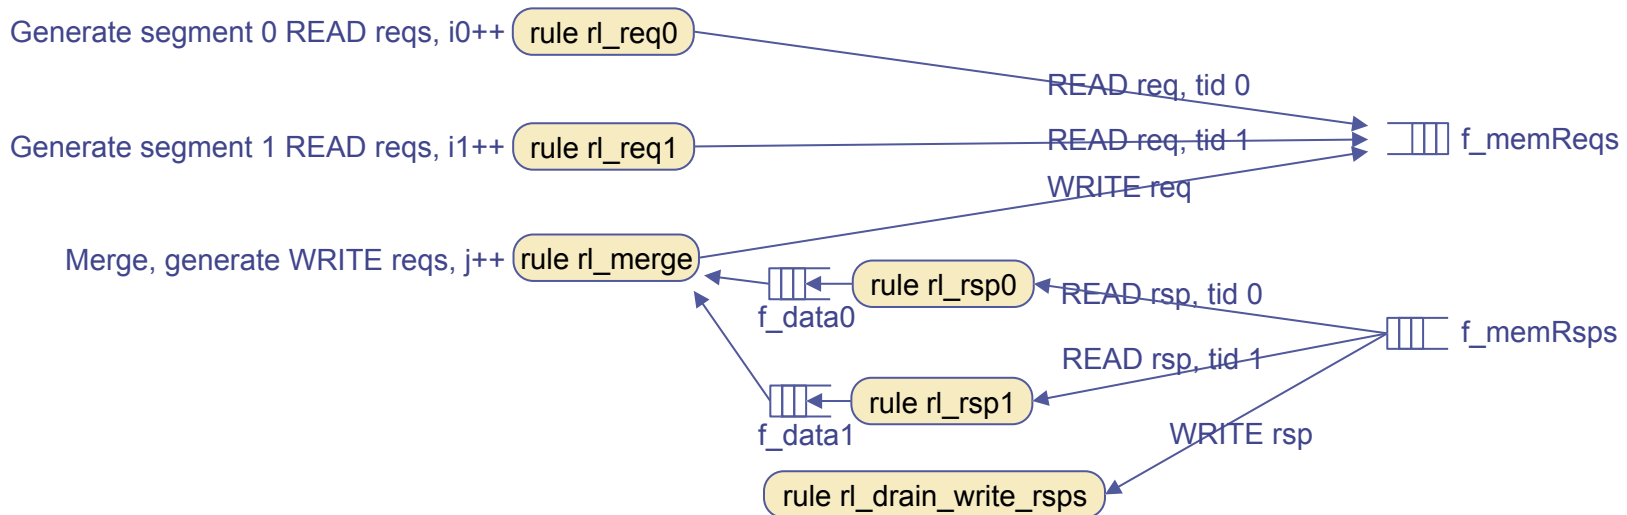 Generate segment 0 READ reqs, i0++ rule rl_req0
READ req, tid 0
Generate segment 1 READ reqs, i1++ rule rl_req1 READ req, tid 1 f_memReqs
WRITE req
Merge, generate WRITE reqs, j++ rule rl_merge
rule rl_rsp0 READ rsp, tid 0
f_data0 f_memRsps
READ rsp, tid 1
rule rl_rsp1
f_data1 WRITE rsp
rule rl_drain_write_rsps